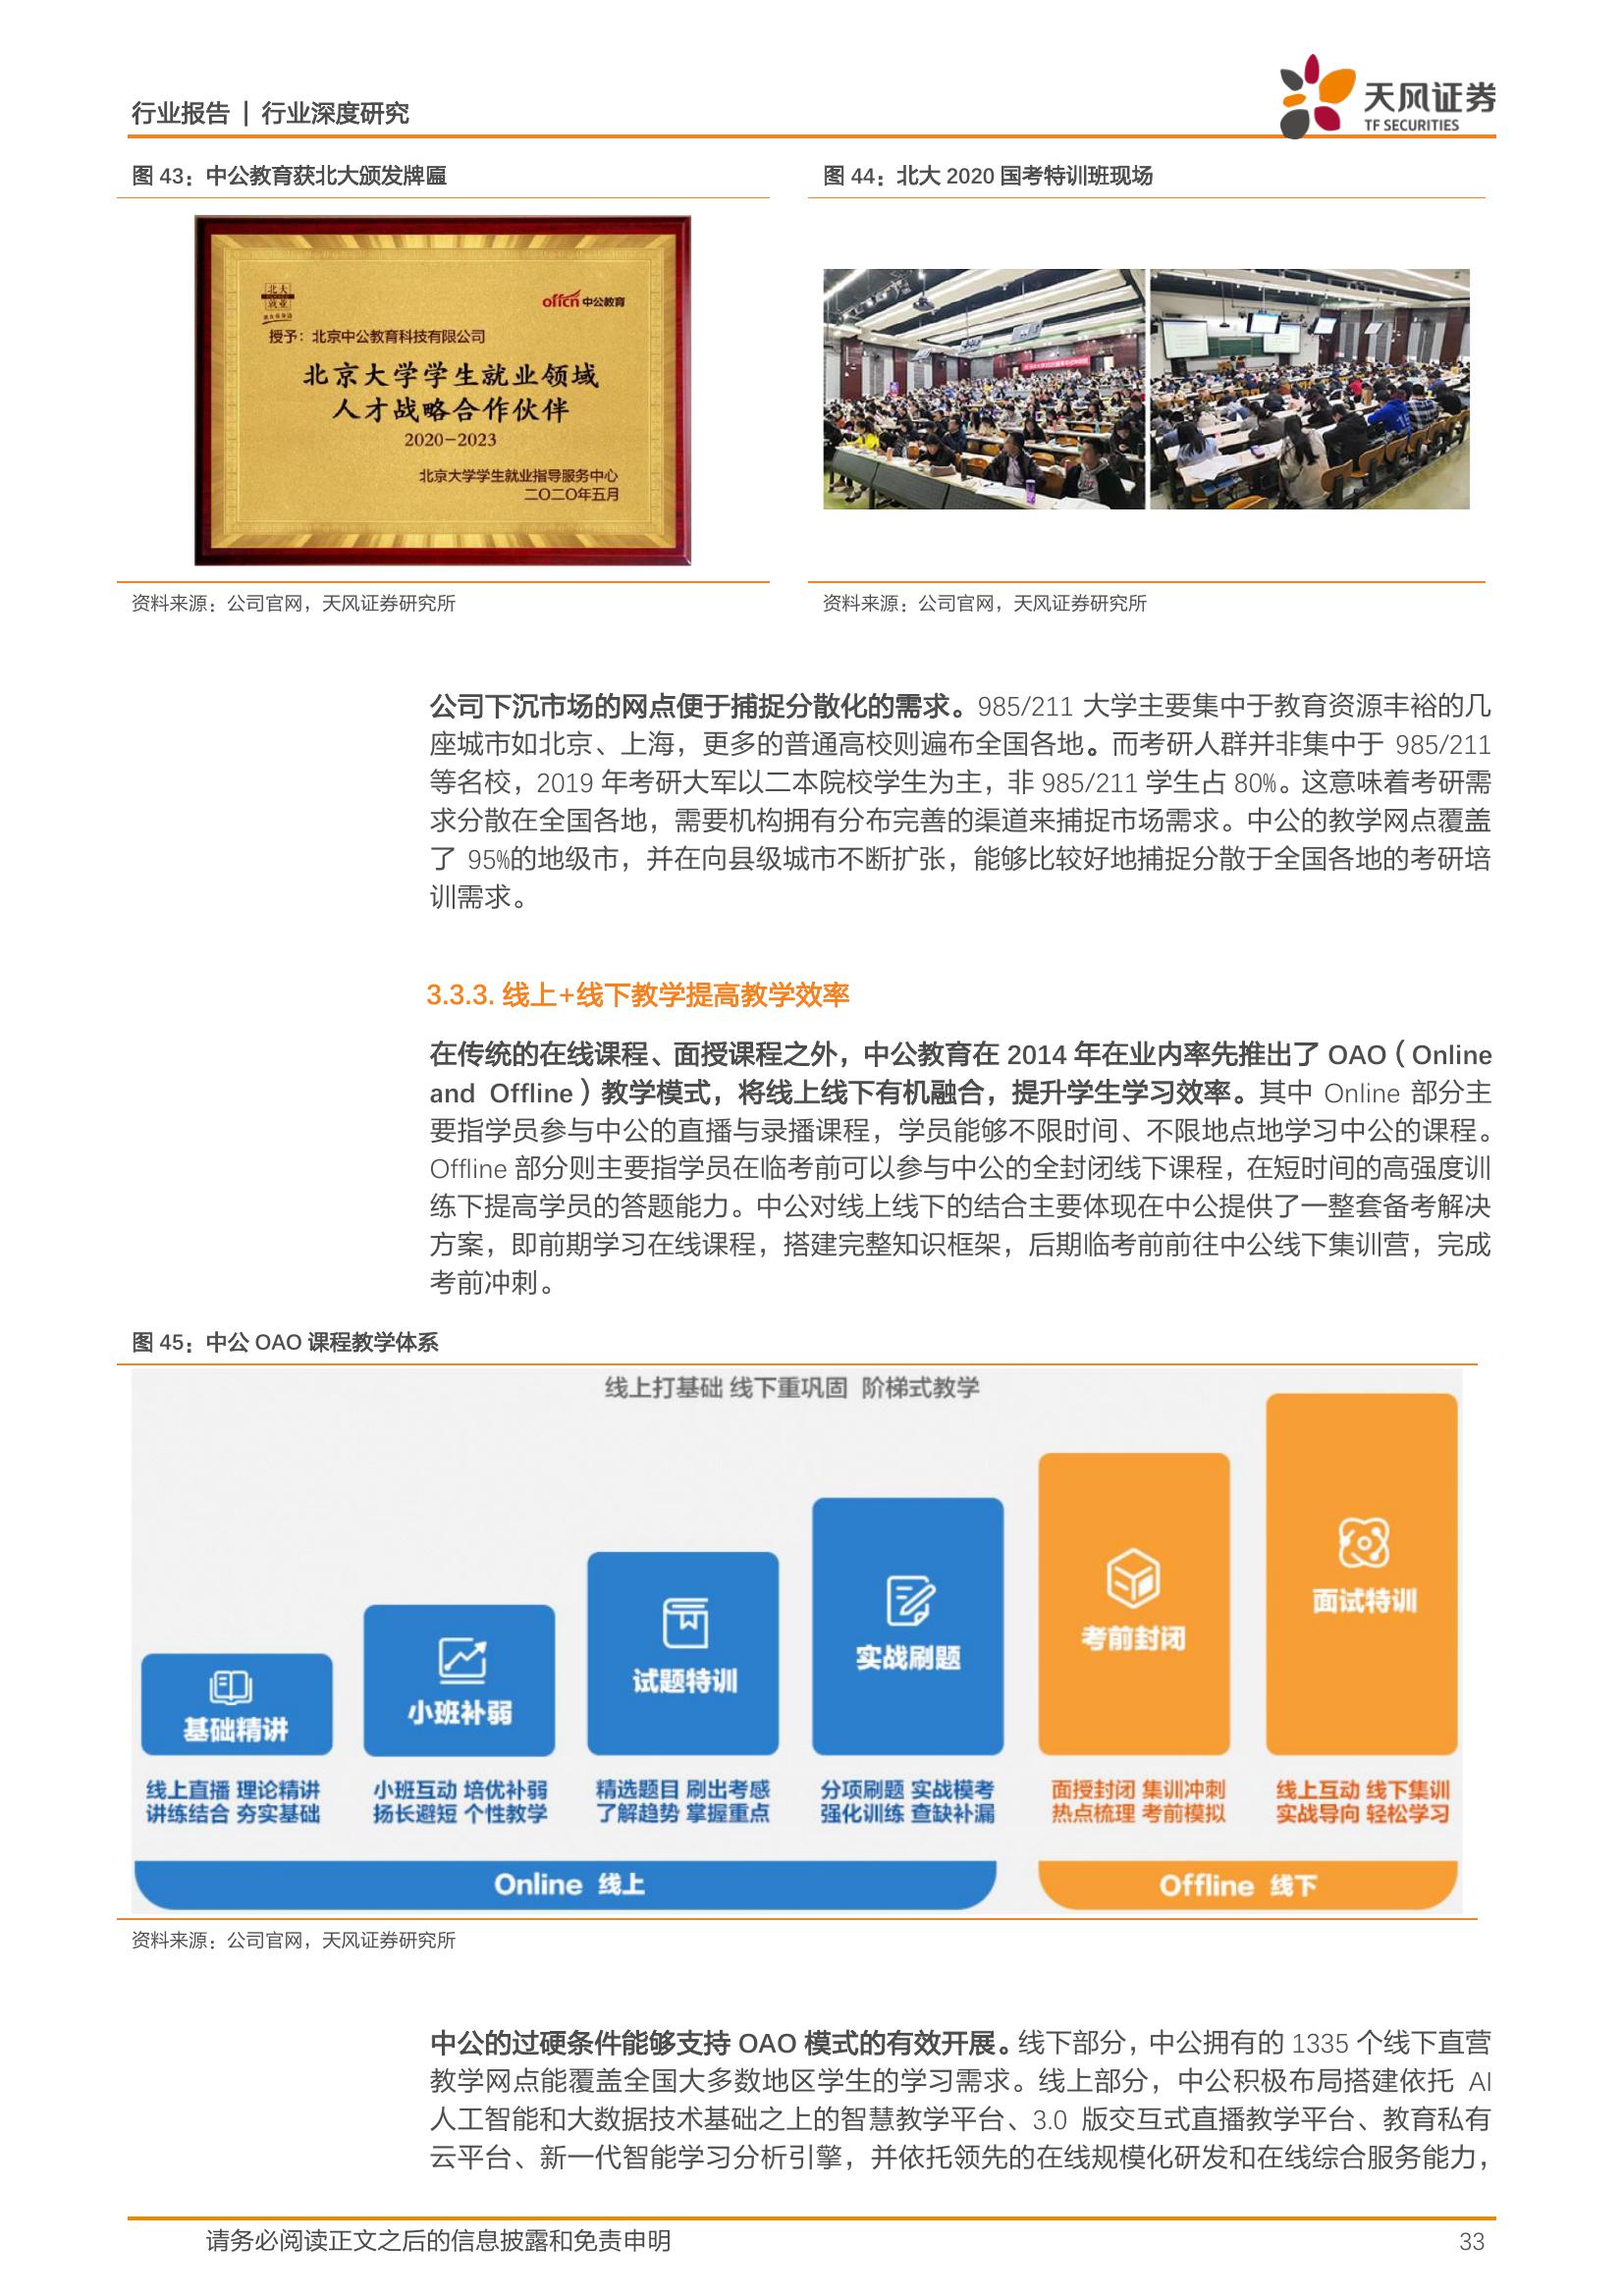 行业报告 | 行业深度研究
天风证券
TF SECURITIES
图 43：中公教育获北大颁发牌匾
北大
就业
offcn 中公教育
授予：北京中公教育科技有限公司
北京大学学生就业领域
人才战略合作伙伴
2020-2023
北京大学学生就业指导服务中心
二〇二〇年五月
资料来源：公司官网，天风证券研究所
图 44：北大 2020 国考特训班现场
资料来源：公司官网，天风证券研究所
公司下沉市场的网点便于捕捉分散化的需求。985/211 大学主要集中于教育资源丰裕的几
座城市如北京、上海，更多的普通高校则遍布全国各地。而考研人群并非集中于 985/211
等名校，2019 年考研大军以二本院校学生为主，非 985/211 学生占 80%。这意味着考研需
求分散在全国各地，需要机构拥有分布完善的渠道来捕捉市场需求。中公的教学网点覆盖
了 95%的地级市，并在向县级城市不断扩张，能够比较好地捕捉分散于全国各地的考研培
训需求。
3.3.3. 线上+线下教学提高教学效率
在传统的在线课程、面授课程之外，中公教育在 2014 年在业内率先推出了 OAO（Online
and Offline）教学模式，将线上线下有机融合，提升学生学习效率。其中 Online 部分主
要指学员参与中公的直播与录播课程，学员能够不限时间、不限地点地学习中公的课程。
Offline 部分则主要指学员在临考前可以参与中公的全封闭线下课程，在短时间的高强度训
练下提高学员的答题能力。中公对线上线下的结合主要体现在中公提供了一整套备考解决
方案，即前期学习在线课程，搭建完整知识框架，后期临考前前往中公线下集训营，完成
考前冲刺。
图 45：中公 OAO 课程教学体系
线上打基础 线下重巩固 阶梯式教学
基础精讲
小班补弱
试题特训
实战刷题
考前封闭
面试特训
线上直播 理论精讲
讲练结合 夯实基础
小班互动 培优补弱
扬长避短 个性教学
精选题目 刷出考感
了解趋势 掌握重点
分项刷题 实战模考
强化训练 查缺补漏
面授封闭 集训冲刺
热点梳理 考前模拟
线上互动 线下集训
实战导向 轻松学习
Online 线上
Offline 线下
资料来源：公司官网，天风证券研究所
中公的过硬条件能够支持 OAO 模式的有效开展。线下部分，中公拥有的 1335 个线下直营
教学网点能覆盖全国大多数地区学生的学习需求。线上部分，中公积极布局搭建依托 AI
人工智能和大数据技术基础之上的智慧教学平台、3.0 版交互式直播教学平台、教育私有
云平台、新一代智能学习分析引擎，并依托领先的在线规模化研发和在线综合服务能力，
请务必阅读正文之后的信息披露和免责申明
33